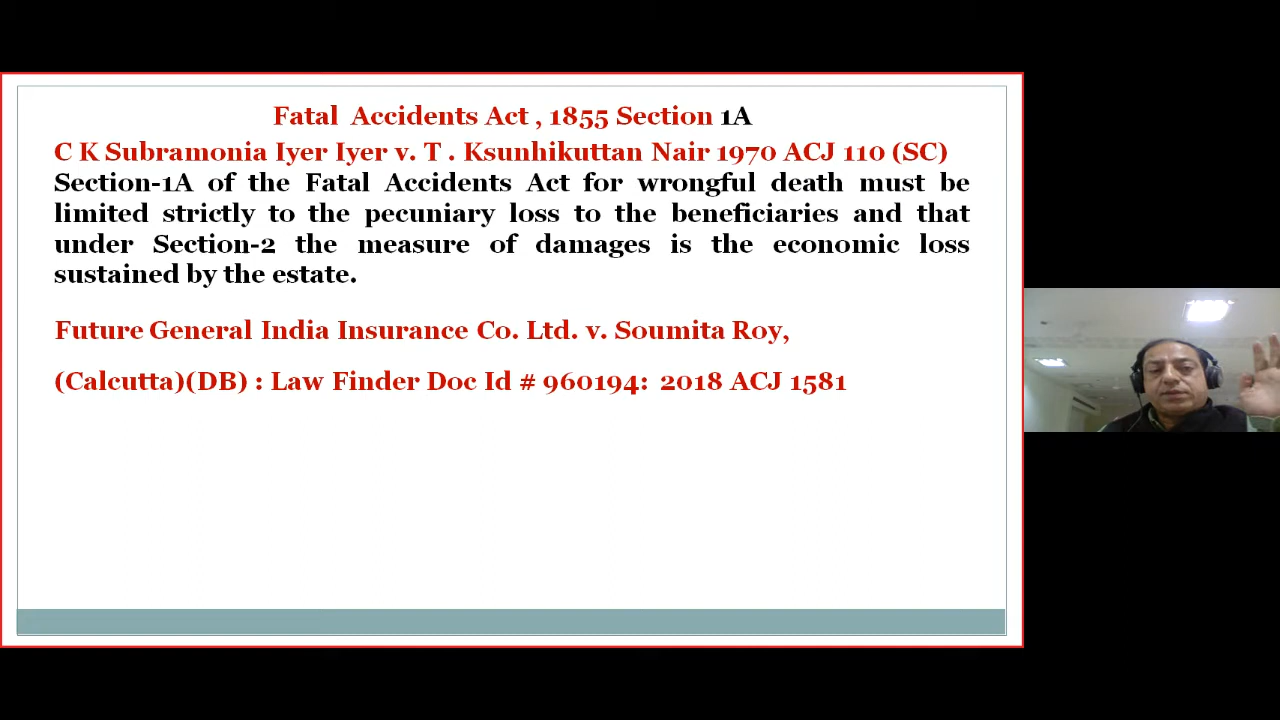 Fatal Accidents Act , 1855 Section 1A
C K Subramonia Iyer Iyer v. T . Ksunhikuttan Nair 1970 ACJ 110 (SC)
Section-1A of the Fatal Accidents Act for wrongful death must be
limited strictly to the pecuniary loss to the beneficiaries and that
under Section-2 the measure of damages is the economic loss
sustained by the estate.
Future General India Insurance Co. Ltd. v. Soumita Roy,
(Calcutta)(DB) : Law Finder Doc Id # 960194: 2018 ACJ 1581